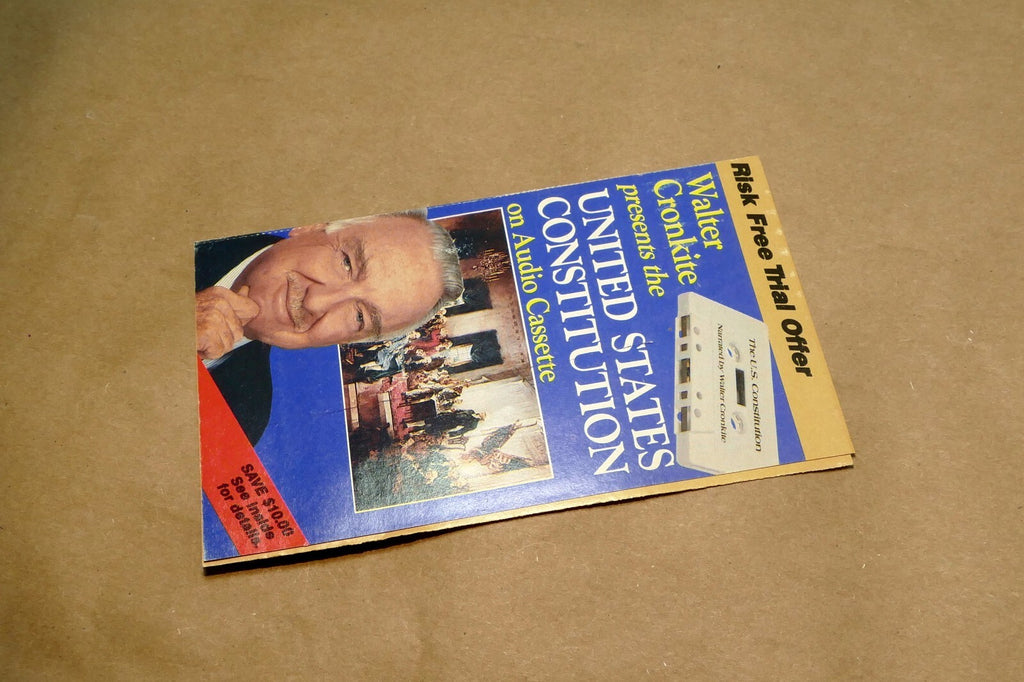 Risk Free Trial Offer
Walter
Cronkite
presents the
UNITED STATES
CONSTITUTION
on Audio Cassette
The U.S. Constitution
Narrated by Walter Cronkite
SAVE $10.00
See inside
for details.